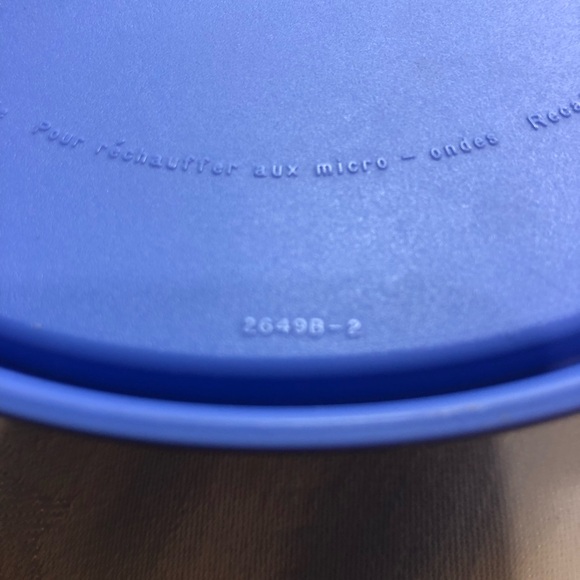 Pour réchauffer aux micro – ondes
2649B-2